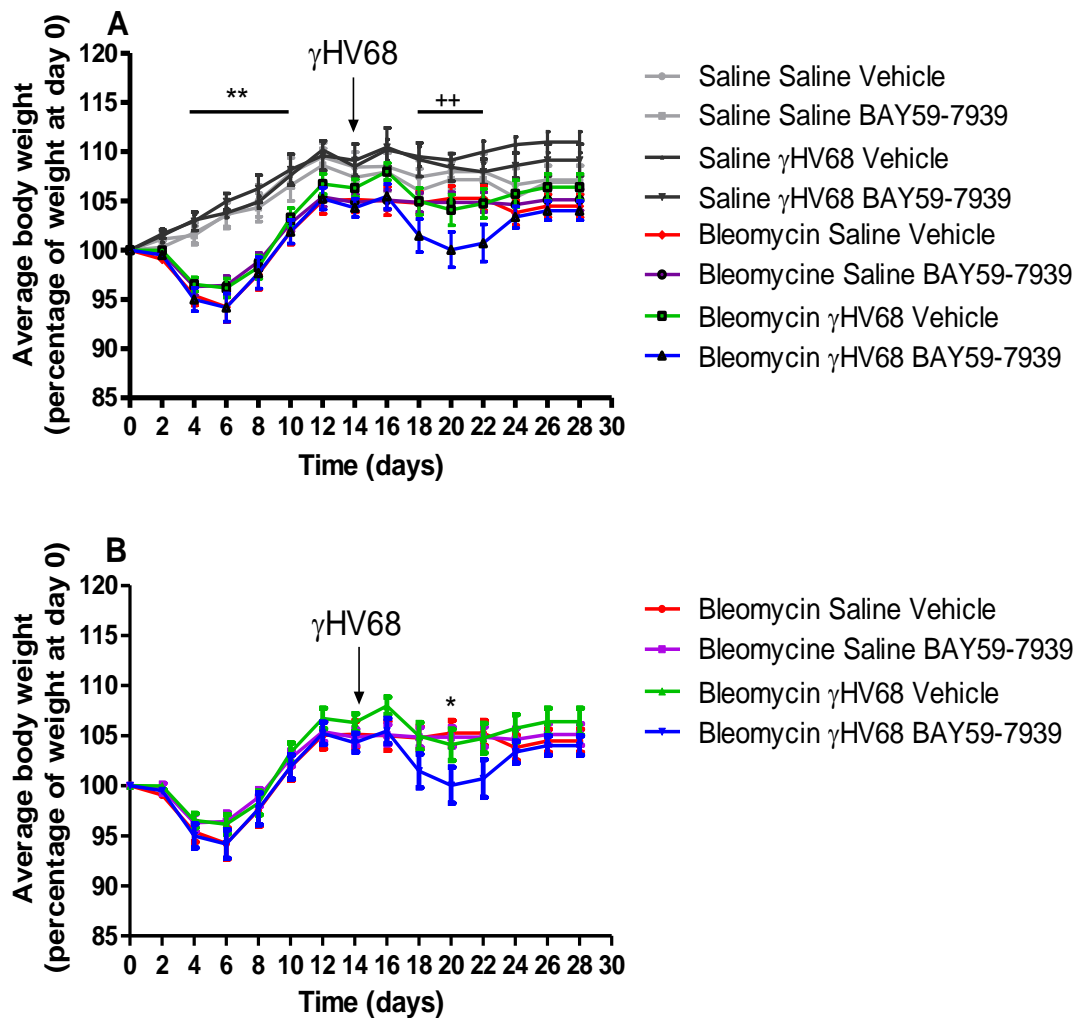 A
γHV68
**
++
Average body weight
(percentage of weight at day 0)
120
115
110
105
100
95
90
85
0 2 4 6 8 10 12 14 16 18 20 22 24 26 28 30
Time (days)
Saline Saline Vehicle
Saline Saline BAY59-7939
Saline γHV68 Vehicle
Saline γHV68 BAY59-7939
Bleomycin Saline Vehicle
Bleomycine Saline BAY59-7939
Bleomycin γHV68 Vehicle
Bleomycin γHV68 BAY59-7939
B
γHV68
*
Average body weight
(percentage of weight at day 0)
120
115
110
105
100
95
90
85
0 2 4 6 8 10 12 14 16 18 20 22 24 26 28 30
Time (days)
Bleomycin Saline Vehicle
Bleomycine Saline BAY59-7939
Bleomycin γHV68 Vehicle
Bleomycin γHV68 BAY59-7939